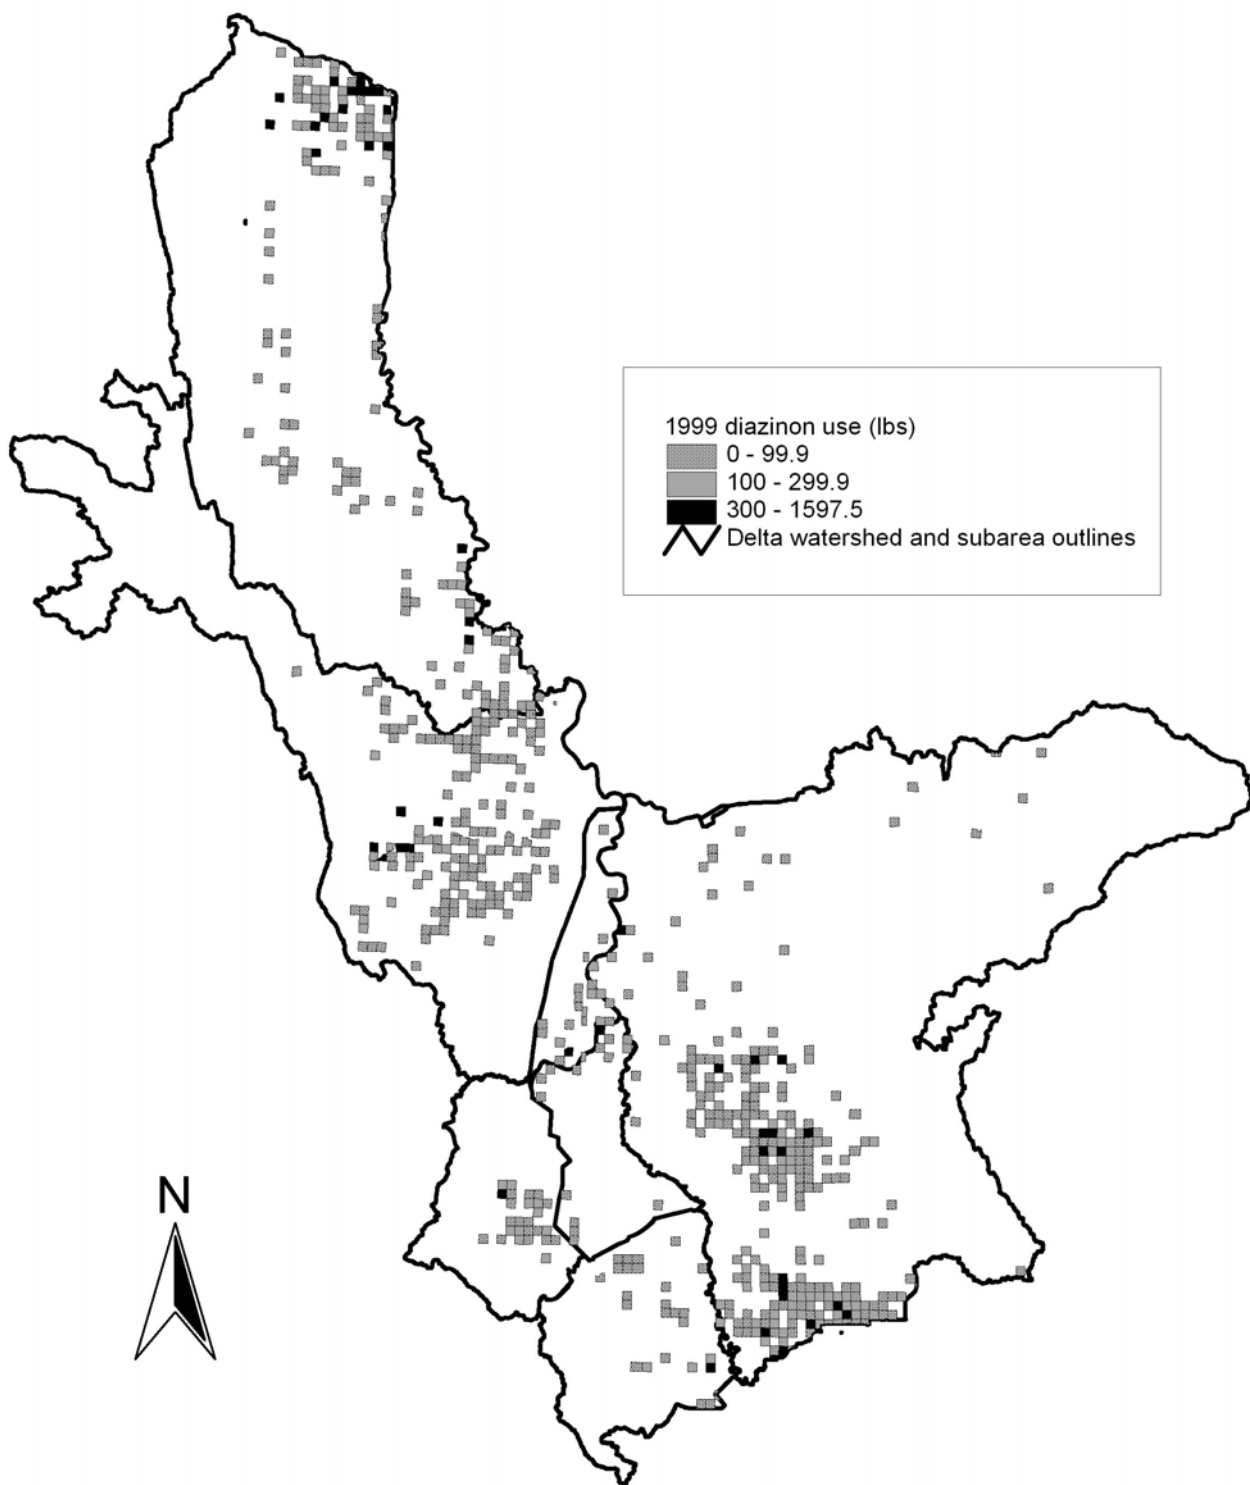 1999 diazinon use (lbs)
0 - 99.9
100 - 299.9
300 - 1597.5
Delta watershed and subarea outlines
N